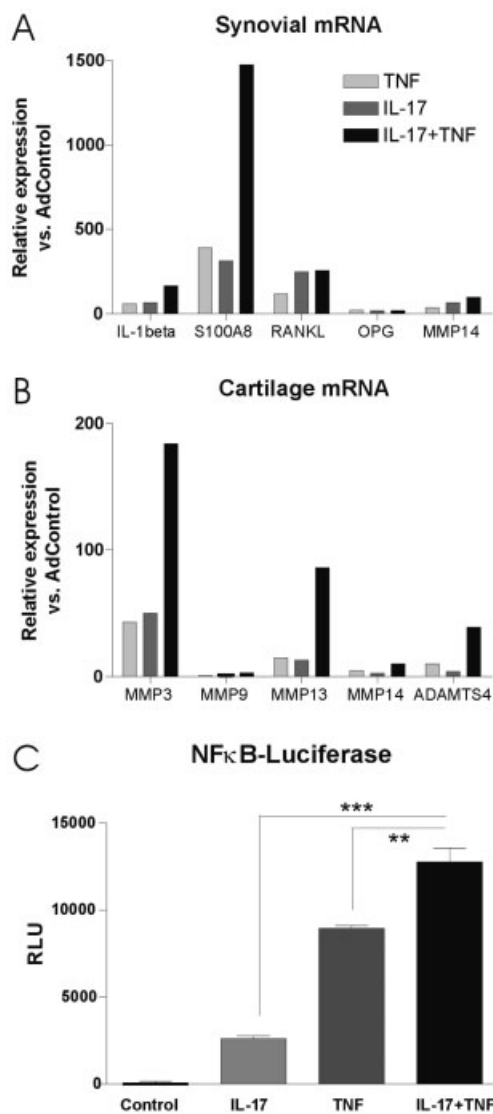 A
Synovial mRNA
Relative expression
vs. AdControl
1500
1000
500
0
TNF
IL-17
IL-17+TNF
IL-1beta S100A8 RANKL OPG MMP14
B
Cartilage mRNA
Relative expression
vs. AdControl
200
100
0
MMP3 MMP9 MMP13 MMP14 ADAMTS4
C
NFκB-Luciferase
RLU
15000
10000
5000
0
***
**
Control IL-17 TNF IL-17+TNF